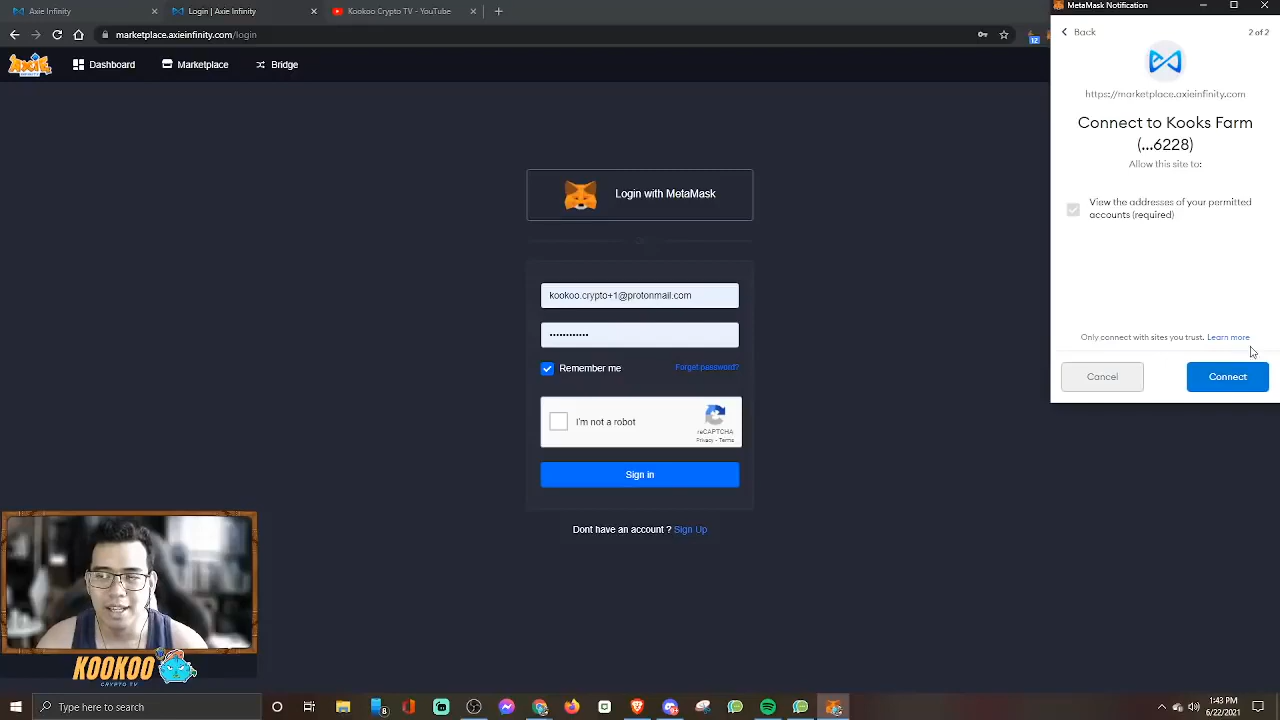 Axie Infinity
Axie Infinity
Kookoo Crypto TV - YouTube
MetaMask Notification
marketplace.axieinfinity.com/login
12
AXIE
Dashboard
Marketplace
Bridge
Back
2 of 2
https://marketplace.axieinfinity.com
Connect to Kooks Farm
(...6228)
Allow this site to:
View the addresses of your permitted
accounts (required)
Only connect with sites you trust. Learn more
Cancel
Connect
Login with MetaMask
OR
kookoo.crypto+1@protonmail.com
••••••••••••
Remember me
Forget password?
I'm not a robot
reCAPTCHA
Privacy - Terms
Sign in
Dont have an account ? Sign Up
KOOKOO
CRYPTO TV
Type here to search
1:43 PM
6/22/2021